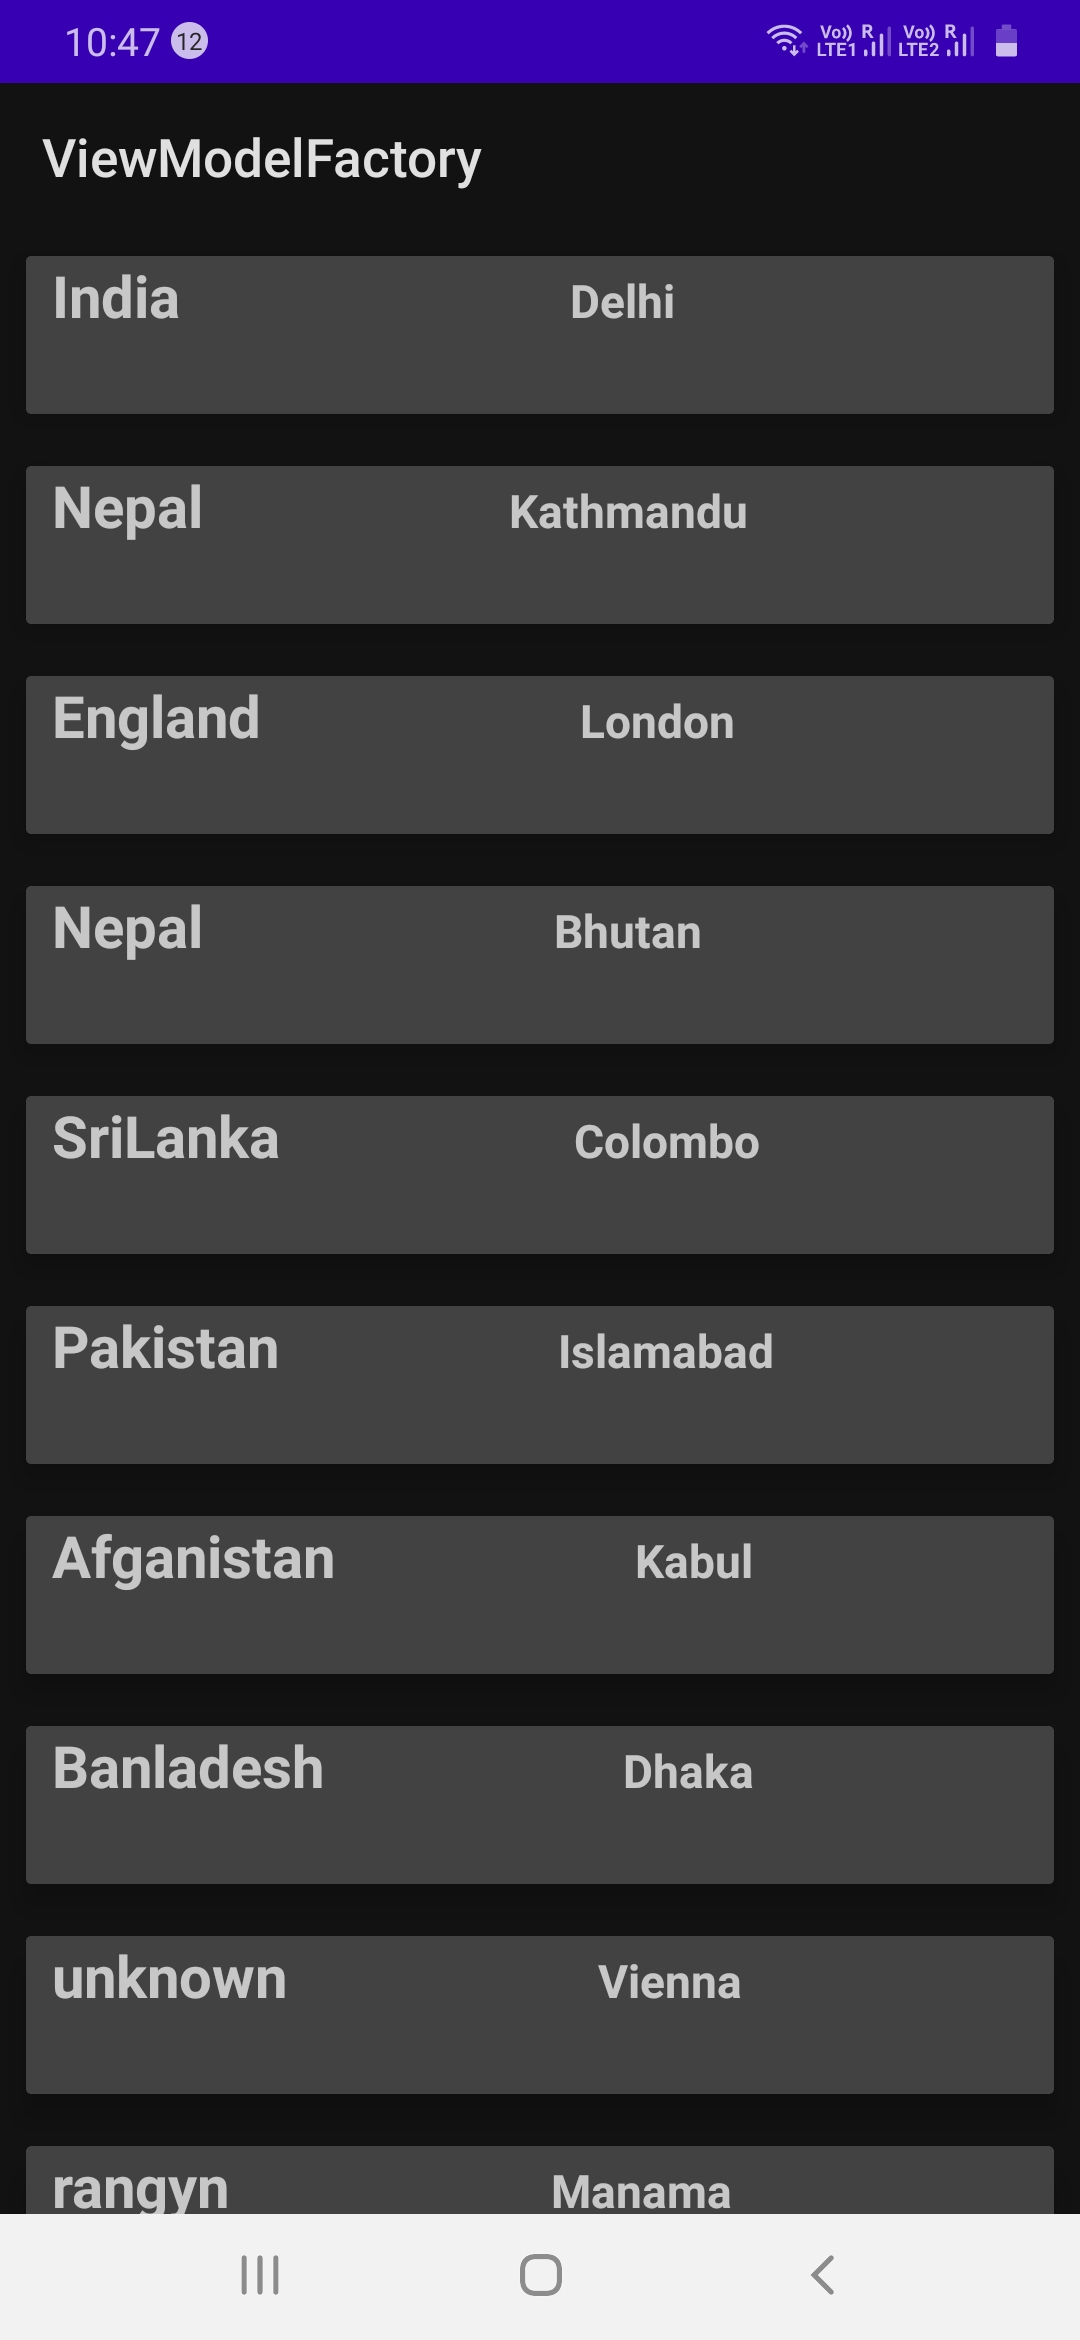 10:47 12 Vo)) R Vo)) R
LTE1 LTE2
ViewModelFactory
India Delhi
Nepal Kathmandu
England London
Nepal Bhutan
SriLanka Colombo
Pakistan Islamabad
Afganistan Kabul
Banladesh Dhaka
unknown Vienna
rangyn Manama